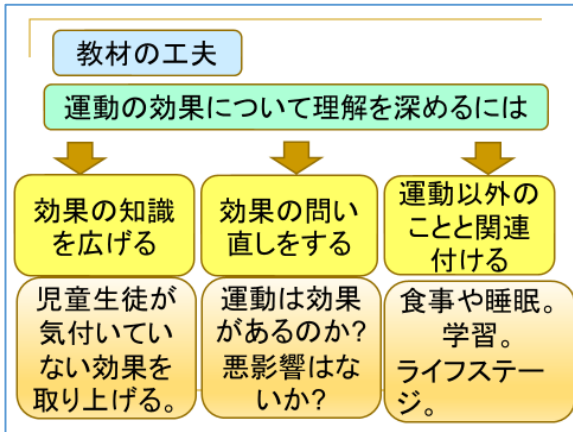 教材の工夫
運動の効果について理解を深めるには
効果の知識
を広げる
児童生徒が
気付いてい
ない効果を
取り上げる。
効果の問い
直しをする
運動は効果
があるのか?
悪影響はな
いか?
運動以外の
ことと関連
付ける
食事や睡眠。
学習。
ライフステー
ジ。